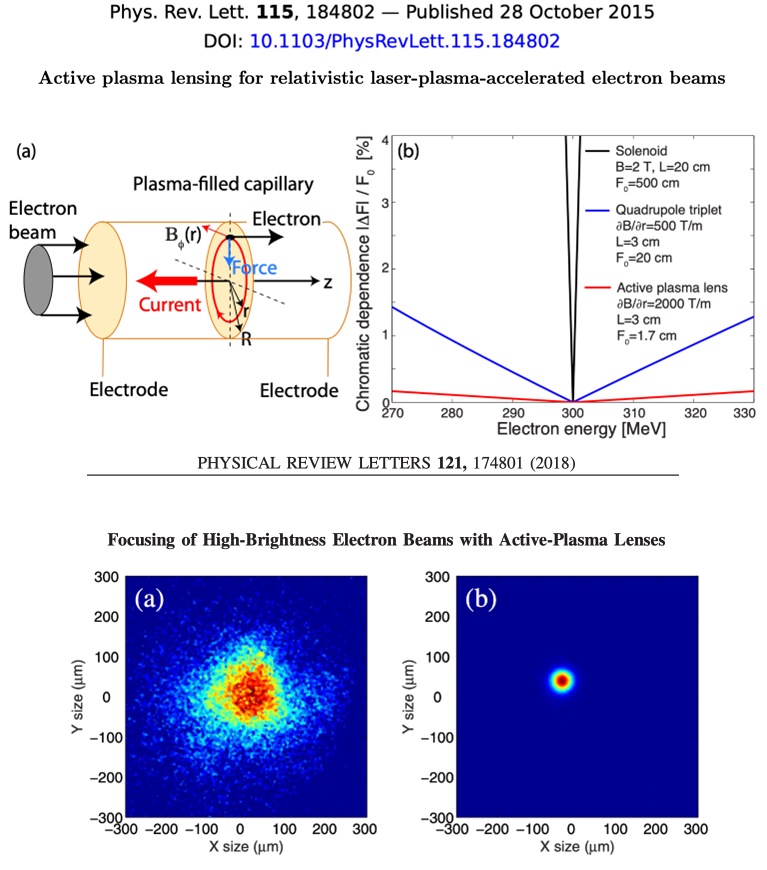 Phys. Rev. Lett. 115, 184802 — Published 28 October 2015
DOI: 10.1103/PhysRevLett.115.184802
Active plasma lensing for relativistic laser-plasma-accelerated electron beams
(a)
Plasma-filled capillary
Electron
beam
Bϕ(r)
Electron
Force
Current
z
r
R
Electrode
Electrode
(b)
Chromatic dependence |ΔF| / F₀ [%]
4
3
2
1
0
270
280
290
300
310
320
330
Electron energy [MeV]
Solenoid
B=2 T, L=20 cm
F₀=500 cm
Quadrupole triplet
∂B/∂r=500 T/m
L=3 cm
F₀=20 cm
Active plasma lens
∂B/∂r=2000 T/m
L=3 cm
F₀=1.7 cm
PHYSICAL REVIEW LETTERS 121, 174801 (2018)
Focusing of High-Brightness Electron Beams with Active-Plasma Lenses
(a)
Y size (μm)
300
200
100
0
−100
−200
−300
−300 −200 −100 0 100 200 300
X size (μm)
(b)
Y size (μm)
300
200
100
0
−100
−200
−300
−300 −200 −100 0 100 200 300
X size (μm)